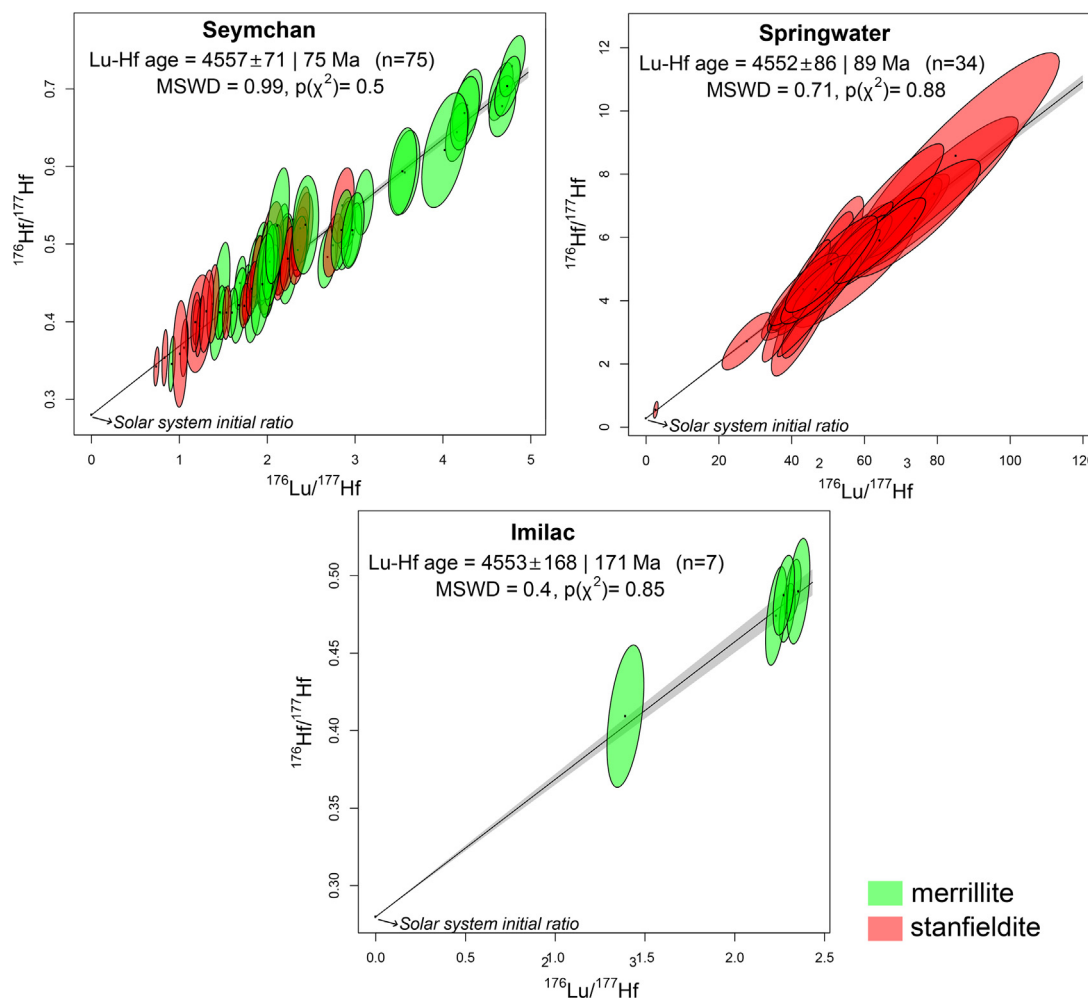 Seymchan
Lu-Hf age = 4557±71 | 75 Ma (n=75)
MSWD = 0.99, p(χ²)= 0.5
0.7
0.6
0.5
0.4
0.3
¹⁷⁶Hf/¹⁷⁷Hf
Solar system initial ratio
0 1 2 3 4 5
¹⁷⁶Lu/¹⁷⁷Hf
Springwater
Lu-Hf age = 4552±86 | 89 Ma (n=34)
MSWD = 0.71, p(χ²)= 0.88
12
10
8
6
4
2
0
¹⁷⁶Hf/¹⁷⁷Hf
Solar system initial ratio
0 20 40 2 60 3 80 100 120
¹⁷⁶Lu/¹⁷⁷Hf
Imilac
Lu-Hf age = 4553±168 | 171 Ma (n=7)
MSWD = 0.4, p(χ²)= 0.85
0.50
0.45
0.40
0.35
0.30
¹⁷⁶Hf/¹⁷⁷Hf
Solar system initial ratio
0.0 0.5 1.0 2 3 1.5 2.0 2.5
¹⁷⁶Lu/¹⁷⁷Hf
merrillite
stanfieldite